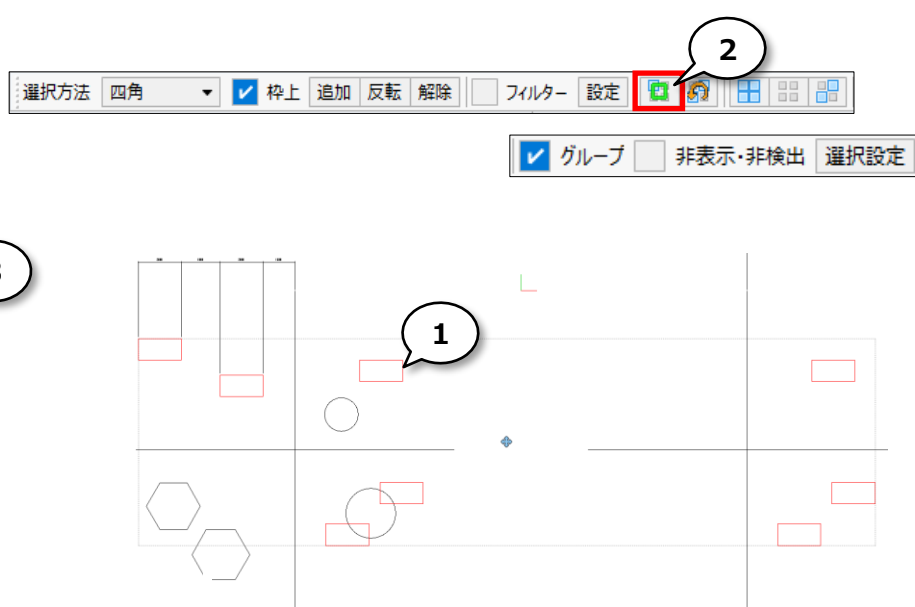 2
選択方法 四角 枠上 追加 反転 解除 フィルター 設定
グループ 非表示・非検出 選択設定
1